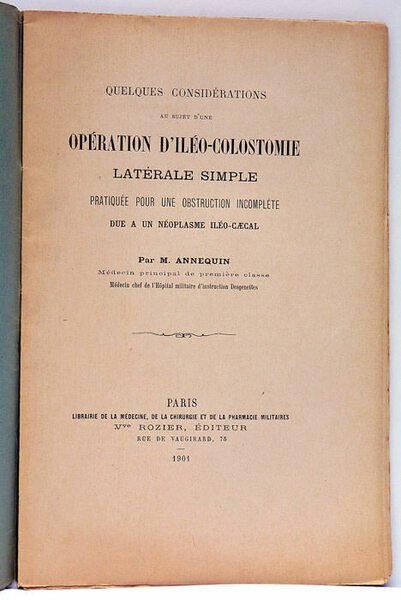 QUELQUES CONSIDÉRATIONS
AU SUJET D'UNE
OPÉRATION D'ILÉO-COLOSTOMIE
LATÉRALE SIMPLE
PRATIQUÉE POUR UNE OBSTRUCTION INCOMPLÈTE
DUE A UN NÉOPLASME ILÉO-CÆCAL
Par M. ANNEQUIN
Médecin principal de première classe
Médecin chef de l'Hôpital militaire d'instruction Desgenettes
PARIS
LIBRAIRIE DE LA MÉDECINE, DE LA CHIRURGIE ET DE LA PHARMACIE MILITAIRES
Vve ROZIER, ÉDITEUR
RUE DE VAUGIRARD, 75
1901